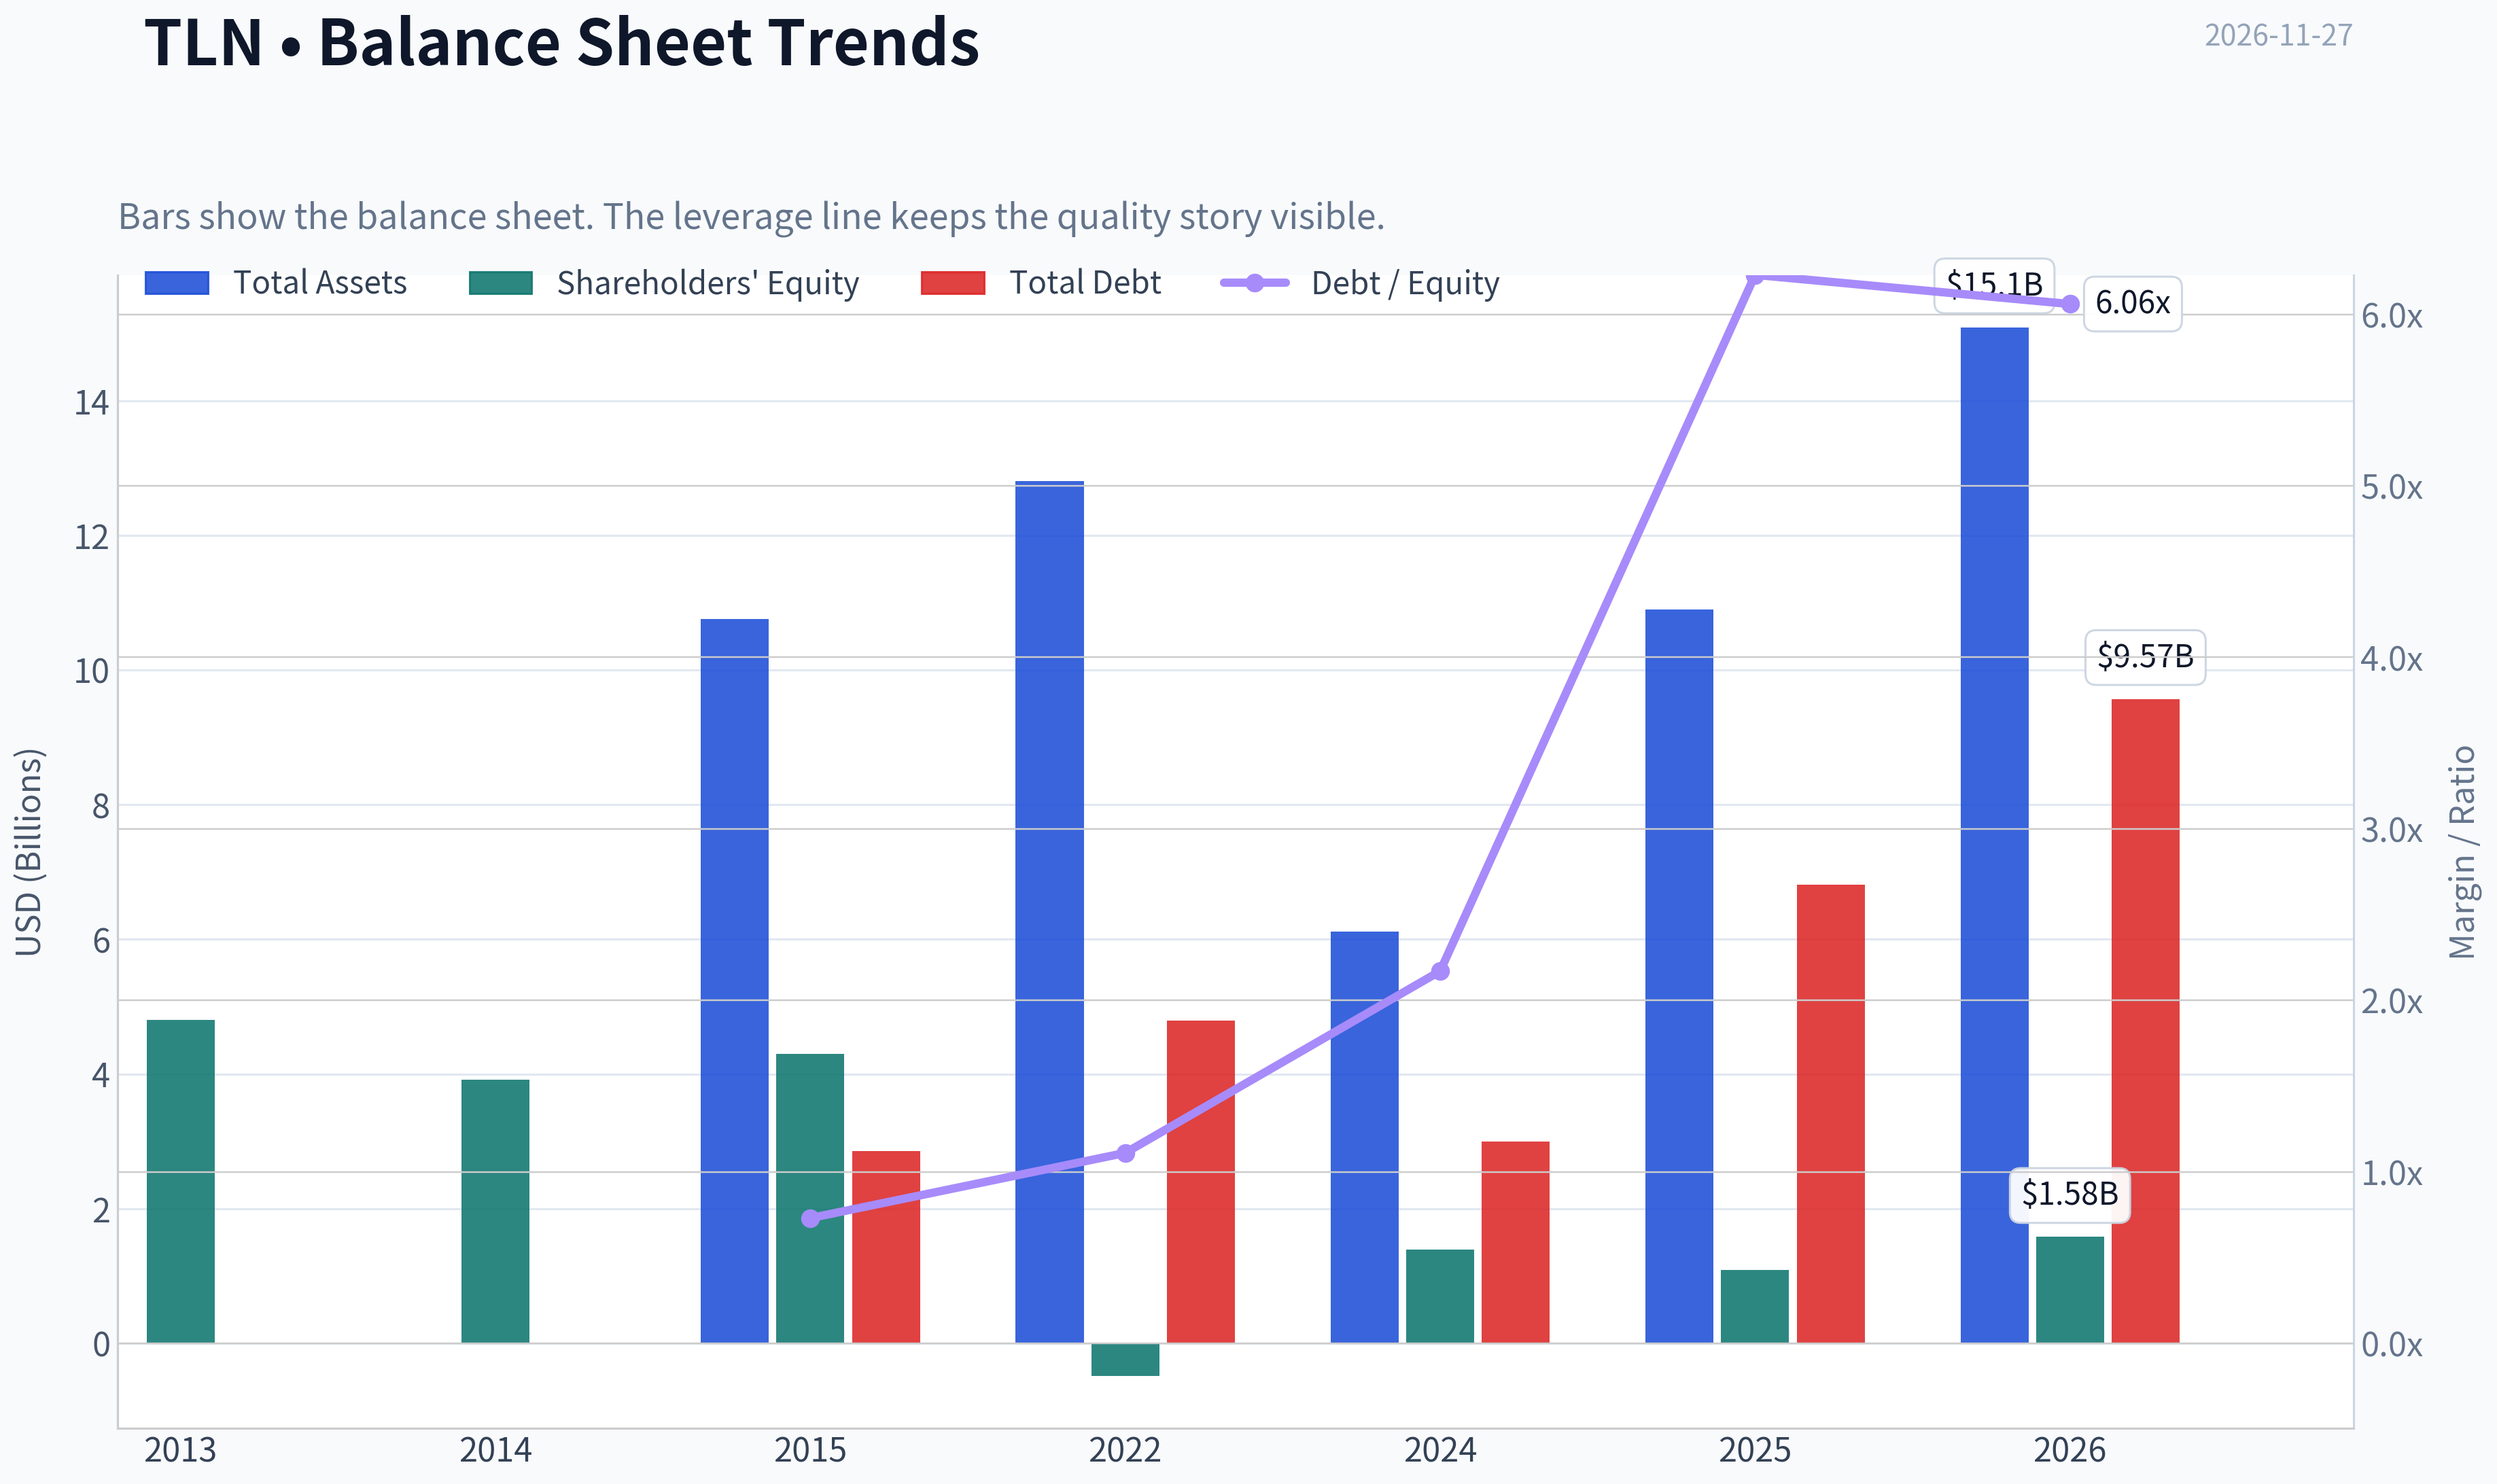 TLN • Balance Sheet Trends
2026-11-27
Bars show the balance sheet. The leverage line keeps the quality story visible.
Total Assets Shareholders' Equity Total Debt Debt / Equity
$15.1B
6.06x
$9.57B
$1.58B
USD (Billions)
14
12
10
8
6
4
2
0
6.0x
5.0x
4.0x
3.0x
2.0x
1.0x
0.0x
Margin / Ratio
2013 2014 2015 2022 2024 2025 2026